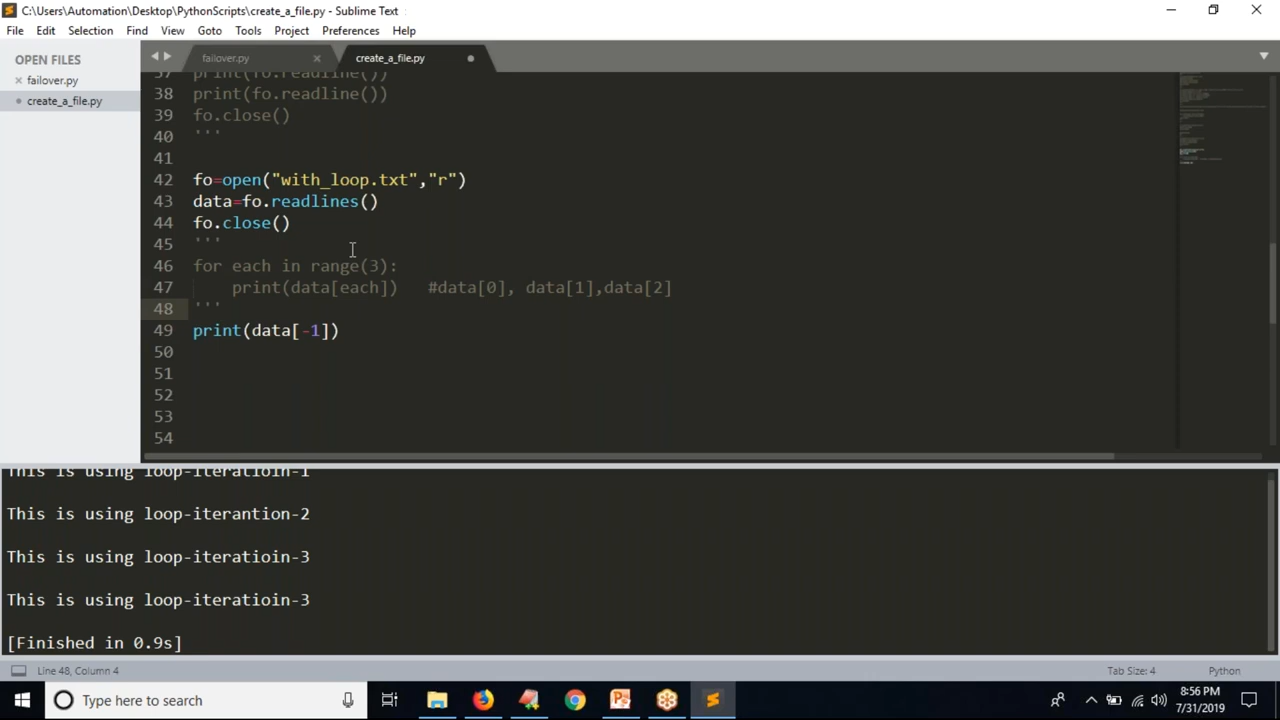 C:\Users\Automation\Desktop\PythonScripts\create_a_file.py - Sublime Text
File Edit Selection Find View Goto Tools Project Preferences Help
OPEN FILES
failover.py
create_a_file.py
failover.py
create_a_file.py
37 print(fo.readline())
38 print(fo.readline())
39 fo.close()
40 '''
41
42 fo=open("with_loop.txt","r")
43 data=fo.readlines()
44 fo.close()
45 '''
46 for each in range(3):
47 print(data[each]) #data[0], data[1],data[2]
48 '''
49 print(data[-1])
50
51
52
53
54
This is using loop-iteratioin-1
This is using loop-iterantion-2
This is using loop-iteratioin-3
This is using loop-iteratioin-3
[Finished in 0.9s]
Line 48, Column 4
Tab Size: 4
Python
Type here to search
8:56 PM
7/31/2019